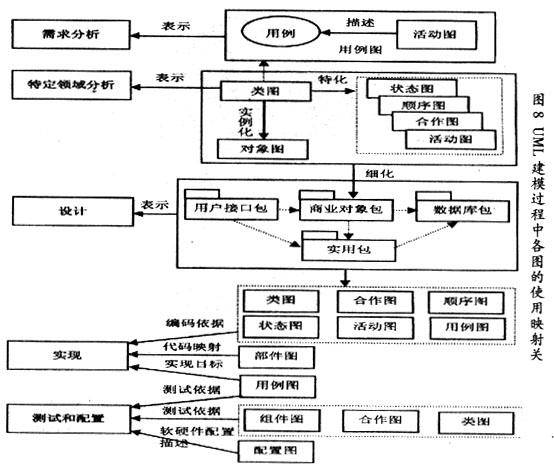 需求分析
表示
用例
描述
活动图
用例图
特定领域分析
表示
类图
特化
实例化
对象图
状态图
顺序图
合作图
活动图
细化
设计
表示
用户接口包
商业对象包
数据库包
实用包
类图
合作图
顺序图
状态图
活动图
用例图
编码依据
实现
代码映射
部件图
实现目标
用例图
测试依据
测试和配置
测试依据
组件图
合作图
类图
软硬件配置
描述
配置图
图8 UML建模过程中各图的使用映射关